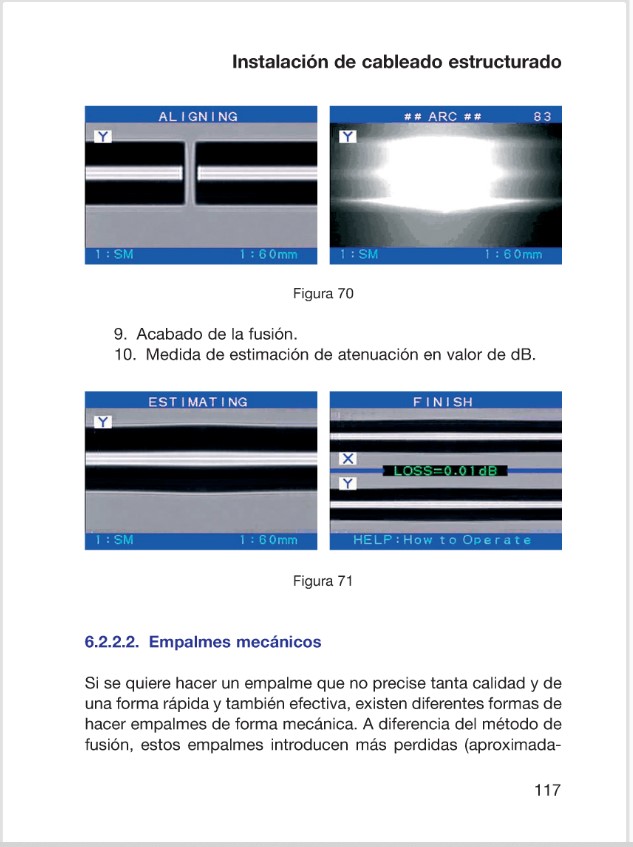 Instalación de cableado estructurado
ALIGNING
Y
1:SM 1:60mm
## ARC ## 83
Y
1:SM 1:60mm
Figura 70
9. Acabado de la fusión.
10. Medida de estimación de atenuación en valor de dB.
ESTIMATING
Y
1:SM 1:60mm
FINISH
X
LOSS=0.01dB
Y
HELP:How to Operate
Figura 71
6.2.2.2. Empalmes mecánicos
Si se quiere hacer un empalme que no precise tanta calidad y de
una forma rápida y también efectiva, existen diferentes formas de
hacer empalmes de forma mecánica. A diferencia del método de
fusión, estos empalmes introducen más perdidas (aproximada-
117